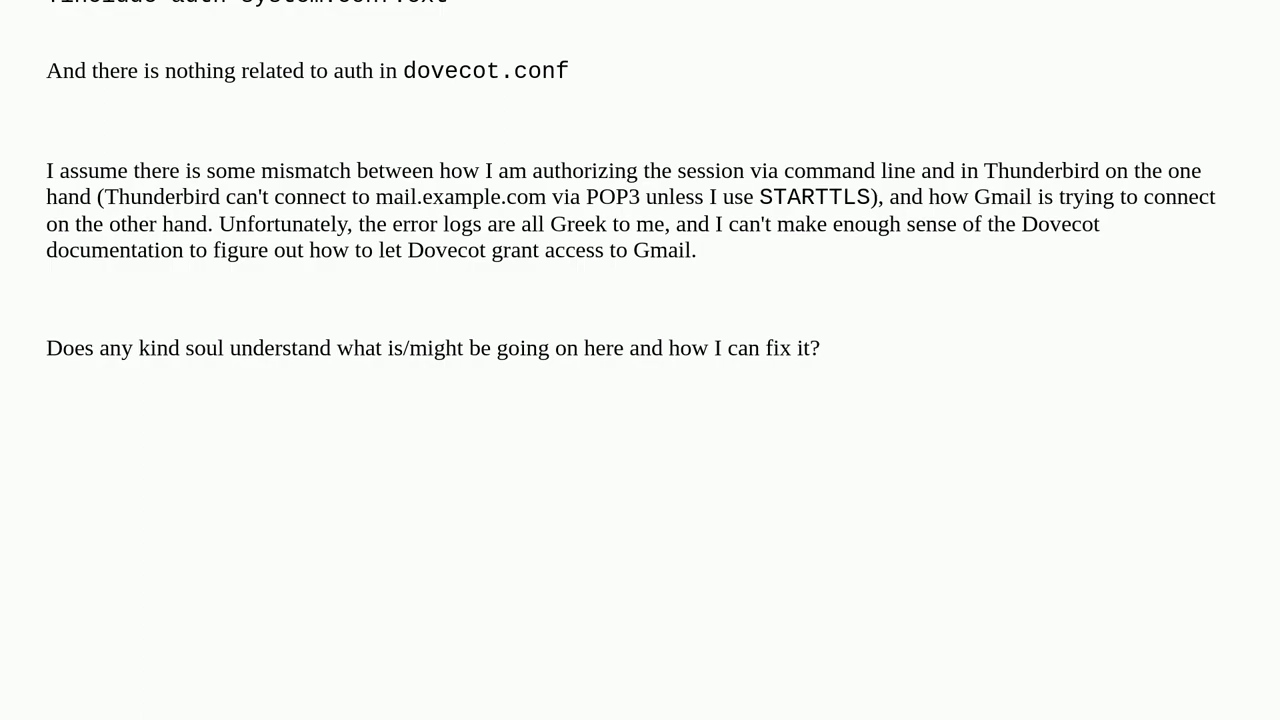 !include auth-system.conf.ext
And there is nothing related to auth in dovecot.conf
I assume there is some mismatch between how I am authorizing the session via command line and in Thunderbird on the one
hand (Thunderbird can't connect to mail.example.com via POP3 unless I use STARTTLS), and how Gmail is trying to connect
on the other hand. Unfortunately, the error logs are all Greek to me, and I can't make enough sense of the Dovecot
documentation to figure out how to let Dovecot grant access to Gmail.
Does any kind soul understand what is/might be going on here and how I can fix it?